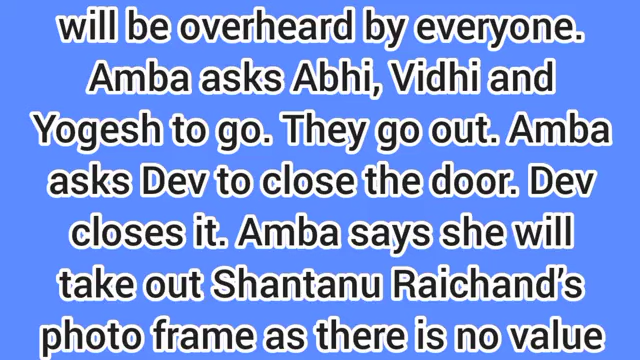 will be overheard by everyone.
Amba asks Abhi, Vidhi and
Yogesh to go. They go out. Amba
asks Dev to close the door. Dev
closes it. Amba says she will
take out Shantanu Raichand’s
photo frame as there is no value